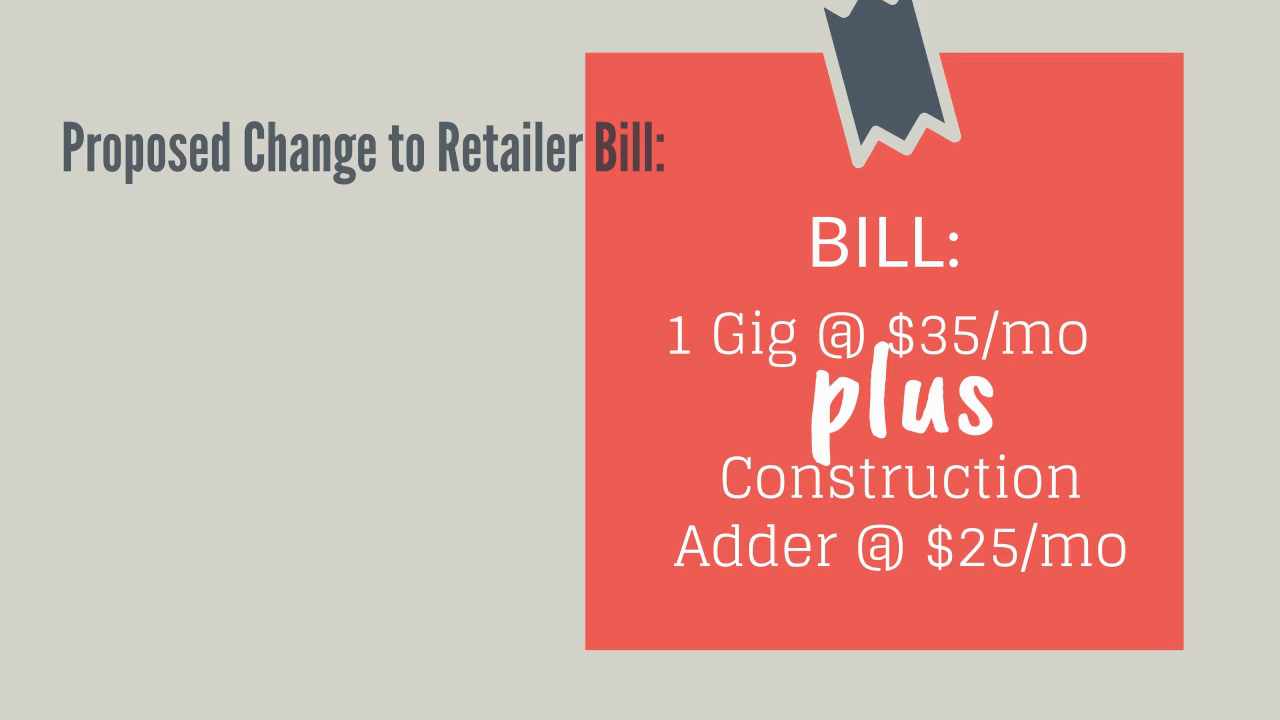 Proposed Change to Retailer Bill:
BILL:
1 Gig @ $35/mo
plus
Construction
Adder @ $25/mo